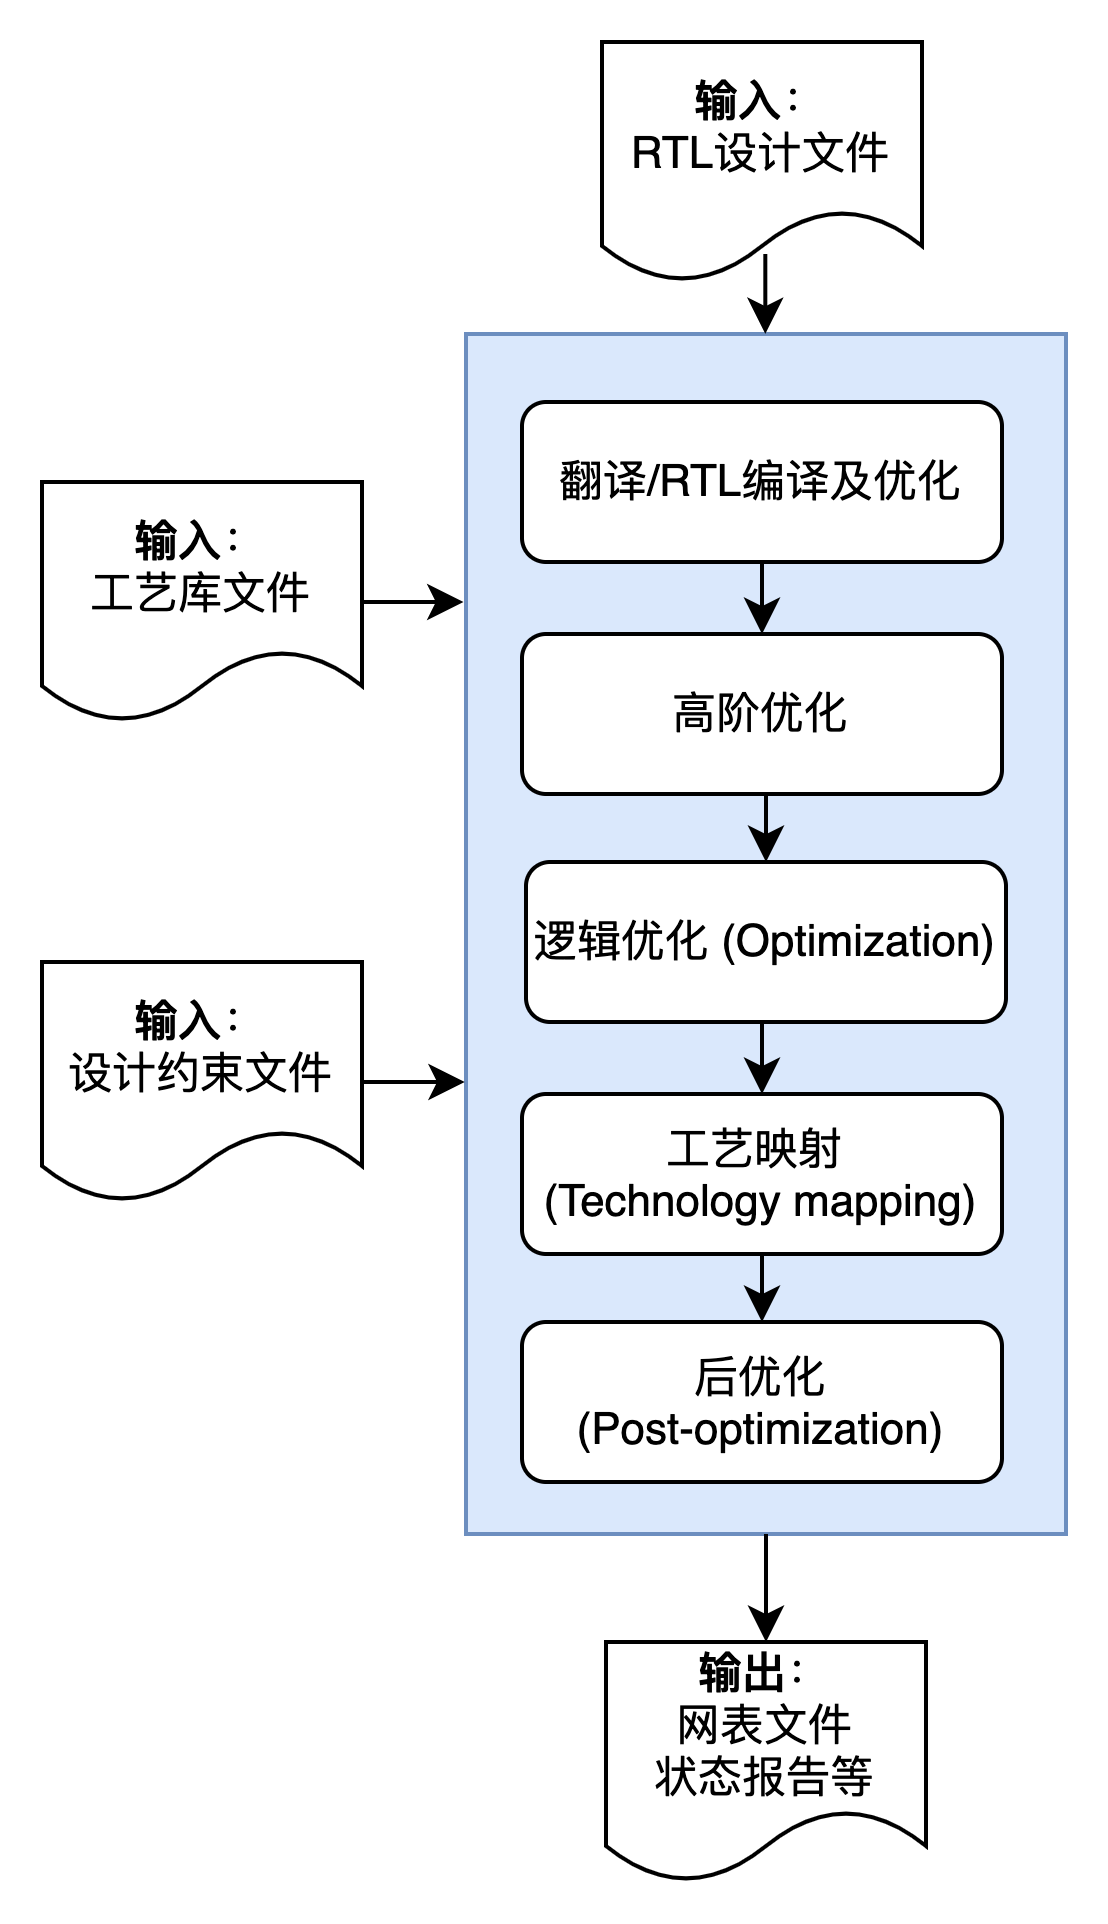 输入：
RTL设计文件
翻译/RTL编译及优化
输入：
工艺库文件
高阶优化
逻辑优化 (Optimization)
输入：
设计约束文件
工艺映射
(Technology mapping)
后优化
(Post-optimization)
输出：
网表文件
状态报告等